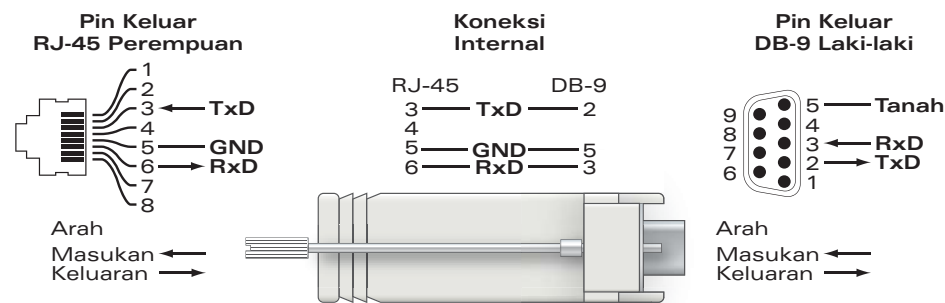 Pin Keluar
RJ-45 Perempuan
1
2
3 TxD
4
5 GND
6 RxD
7
8
Arah
Masukan
Keluaran
Koneksi
Internal
RJ-45 DB-9
3 TxD 2
4
5 GND 5
6 RxD 3
Pin Keluar
DB-9 Laki-laki
9
8
7
6
5 Tanah
4
3 RxD
2 TxD
1
Arah
Masukan
Keluaran